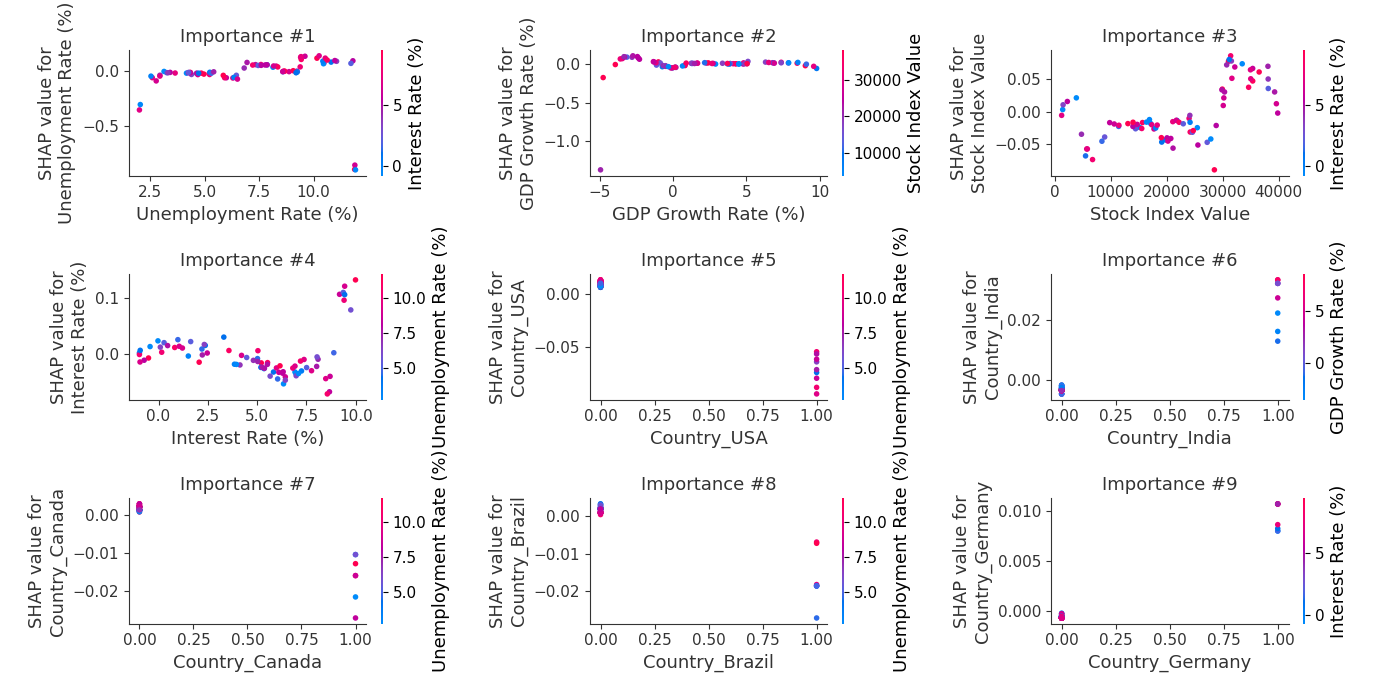 Importance #1
SHAP value for
Unemployment Rate (%)
0.0
−0.5
2.5 5.0 7.5 10.0
Unemployment Rate (%)
5
0
Interest Rate (%)
Importance #2
SHAP value for
GDP Growth Rate (%)
0.0
−0.5
−1.0
−5 0 5 10
GDP Growth Rate (%)
30000
20000
10000
Stock Index Value
Importance #3
SHAP value for
Stock Index Value
0.05
0.00
−0.05
0 10000 20000 30000 40000
Stock Index Value
5
0
Interest Rate (%)
Importance #4
SHAP value for
Interest Rate (%)
0.1
0.0
0.0 2.5 5.0 7.5 10.0
Interest Rate (%)
10.0
7.5
5.0
Unemployment Rate (%)
Importance #5
SHAP value for
Country_USA
0.00
−0.05
0.00 0.25 0.50 0.75 1.00
Country_USA
10.0
7.5
5.0
Unemployment Rate (%)
Importance #6
SHAP value for
Country_India
0.02
0.00
0.00 0.25 0.50 0.75 1.00
Country_India
5
0
GDP Growth Rate (%)
Importance #7
SHAP value for
Country_Canada
0.00
−0.01
−0.02
0.00 0.25 0.50 0.75 1.00
Country_Canada
10.0
7.5
5.0
Unemployment Rate (%)
Importance #8
SHAP value for
Country_Brazil
0.00
−0.01
−0.02
0.00 0.25 0.50 0.75 1.00
Country_Brazil
10.0
7.5
5.0
Unemployment Rate (%)
Importance #9
SHAP value for
Country_Germany
0.010
0.005
0.000
0.00 0.25 0.50 0.75 1.00
Country_Germany
5
0
Interest Rate (%)